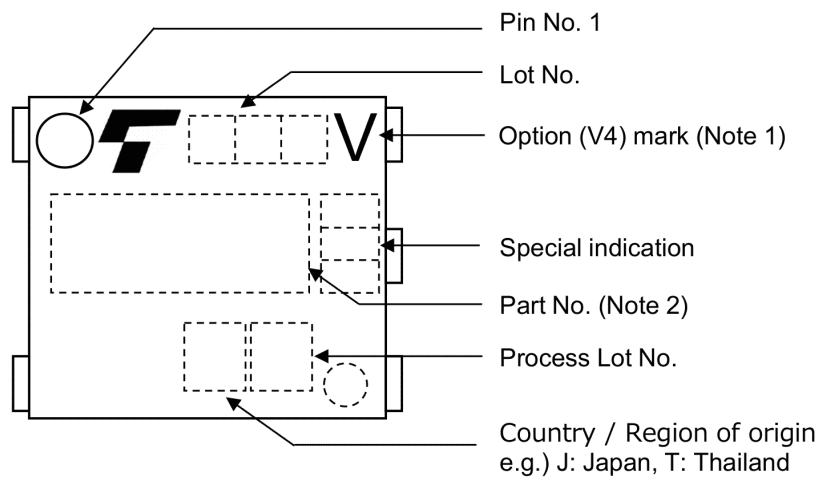 Pin No. 1
Lot No.
V
Option (V4) mark (Note 1)
Special indication
Part No. (Note 2)
Process Lot No.
Country / Region of origin
e.g.) J: Japan, T: Thailand